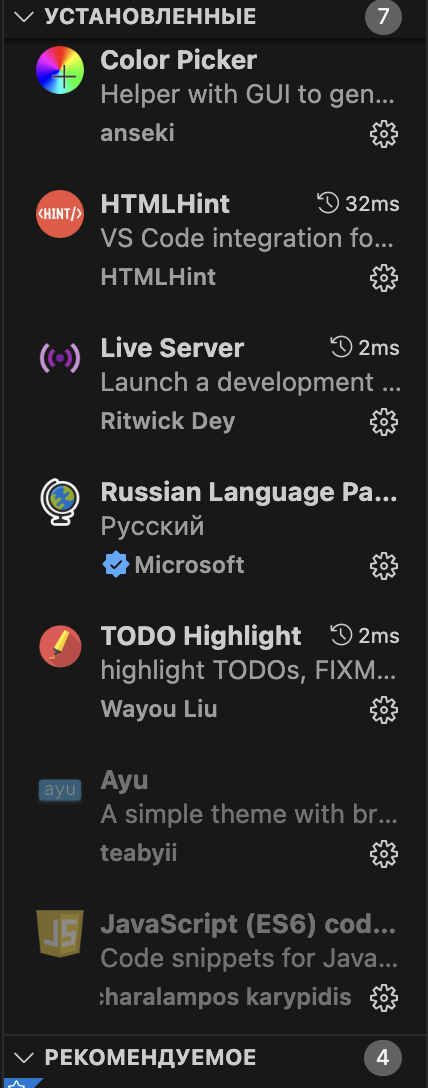 УСТАНОВЛЕННЫЕ 7
Color Picker
Helper with GUI to gen...
anseki
<HINT/>
HTMLHint 32ms
VS Code integration fo...
HTMLHint
Live Server 2ms
Launch a development ...
Ritwick Dey
Russian Language Pa...
Русский
Microsoft
TODO Highlight 2ms
highlight TODOs, FIXM...
Wayou Liu
ayu
Ayu
A simple theme with br...
teabyii
JS
JavaScript (ES6) cod...
Code snippets for Java...
charalampos karypidis
РЕКОМЕНДУЕМОЕ 4